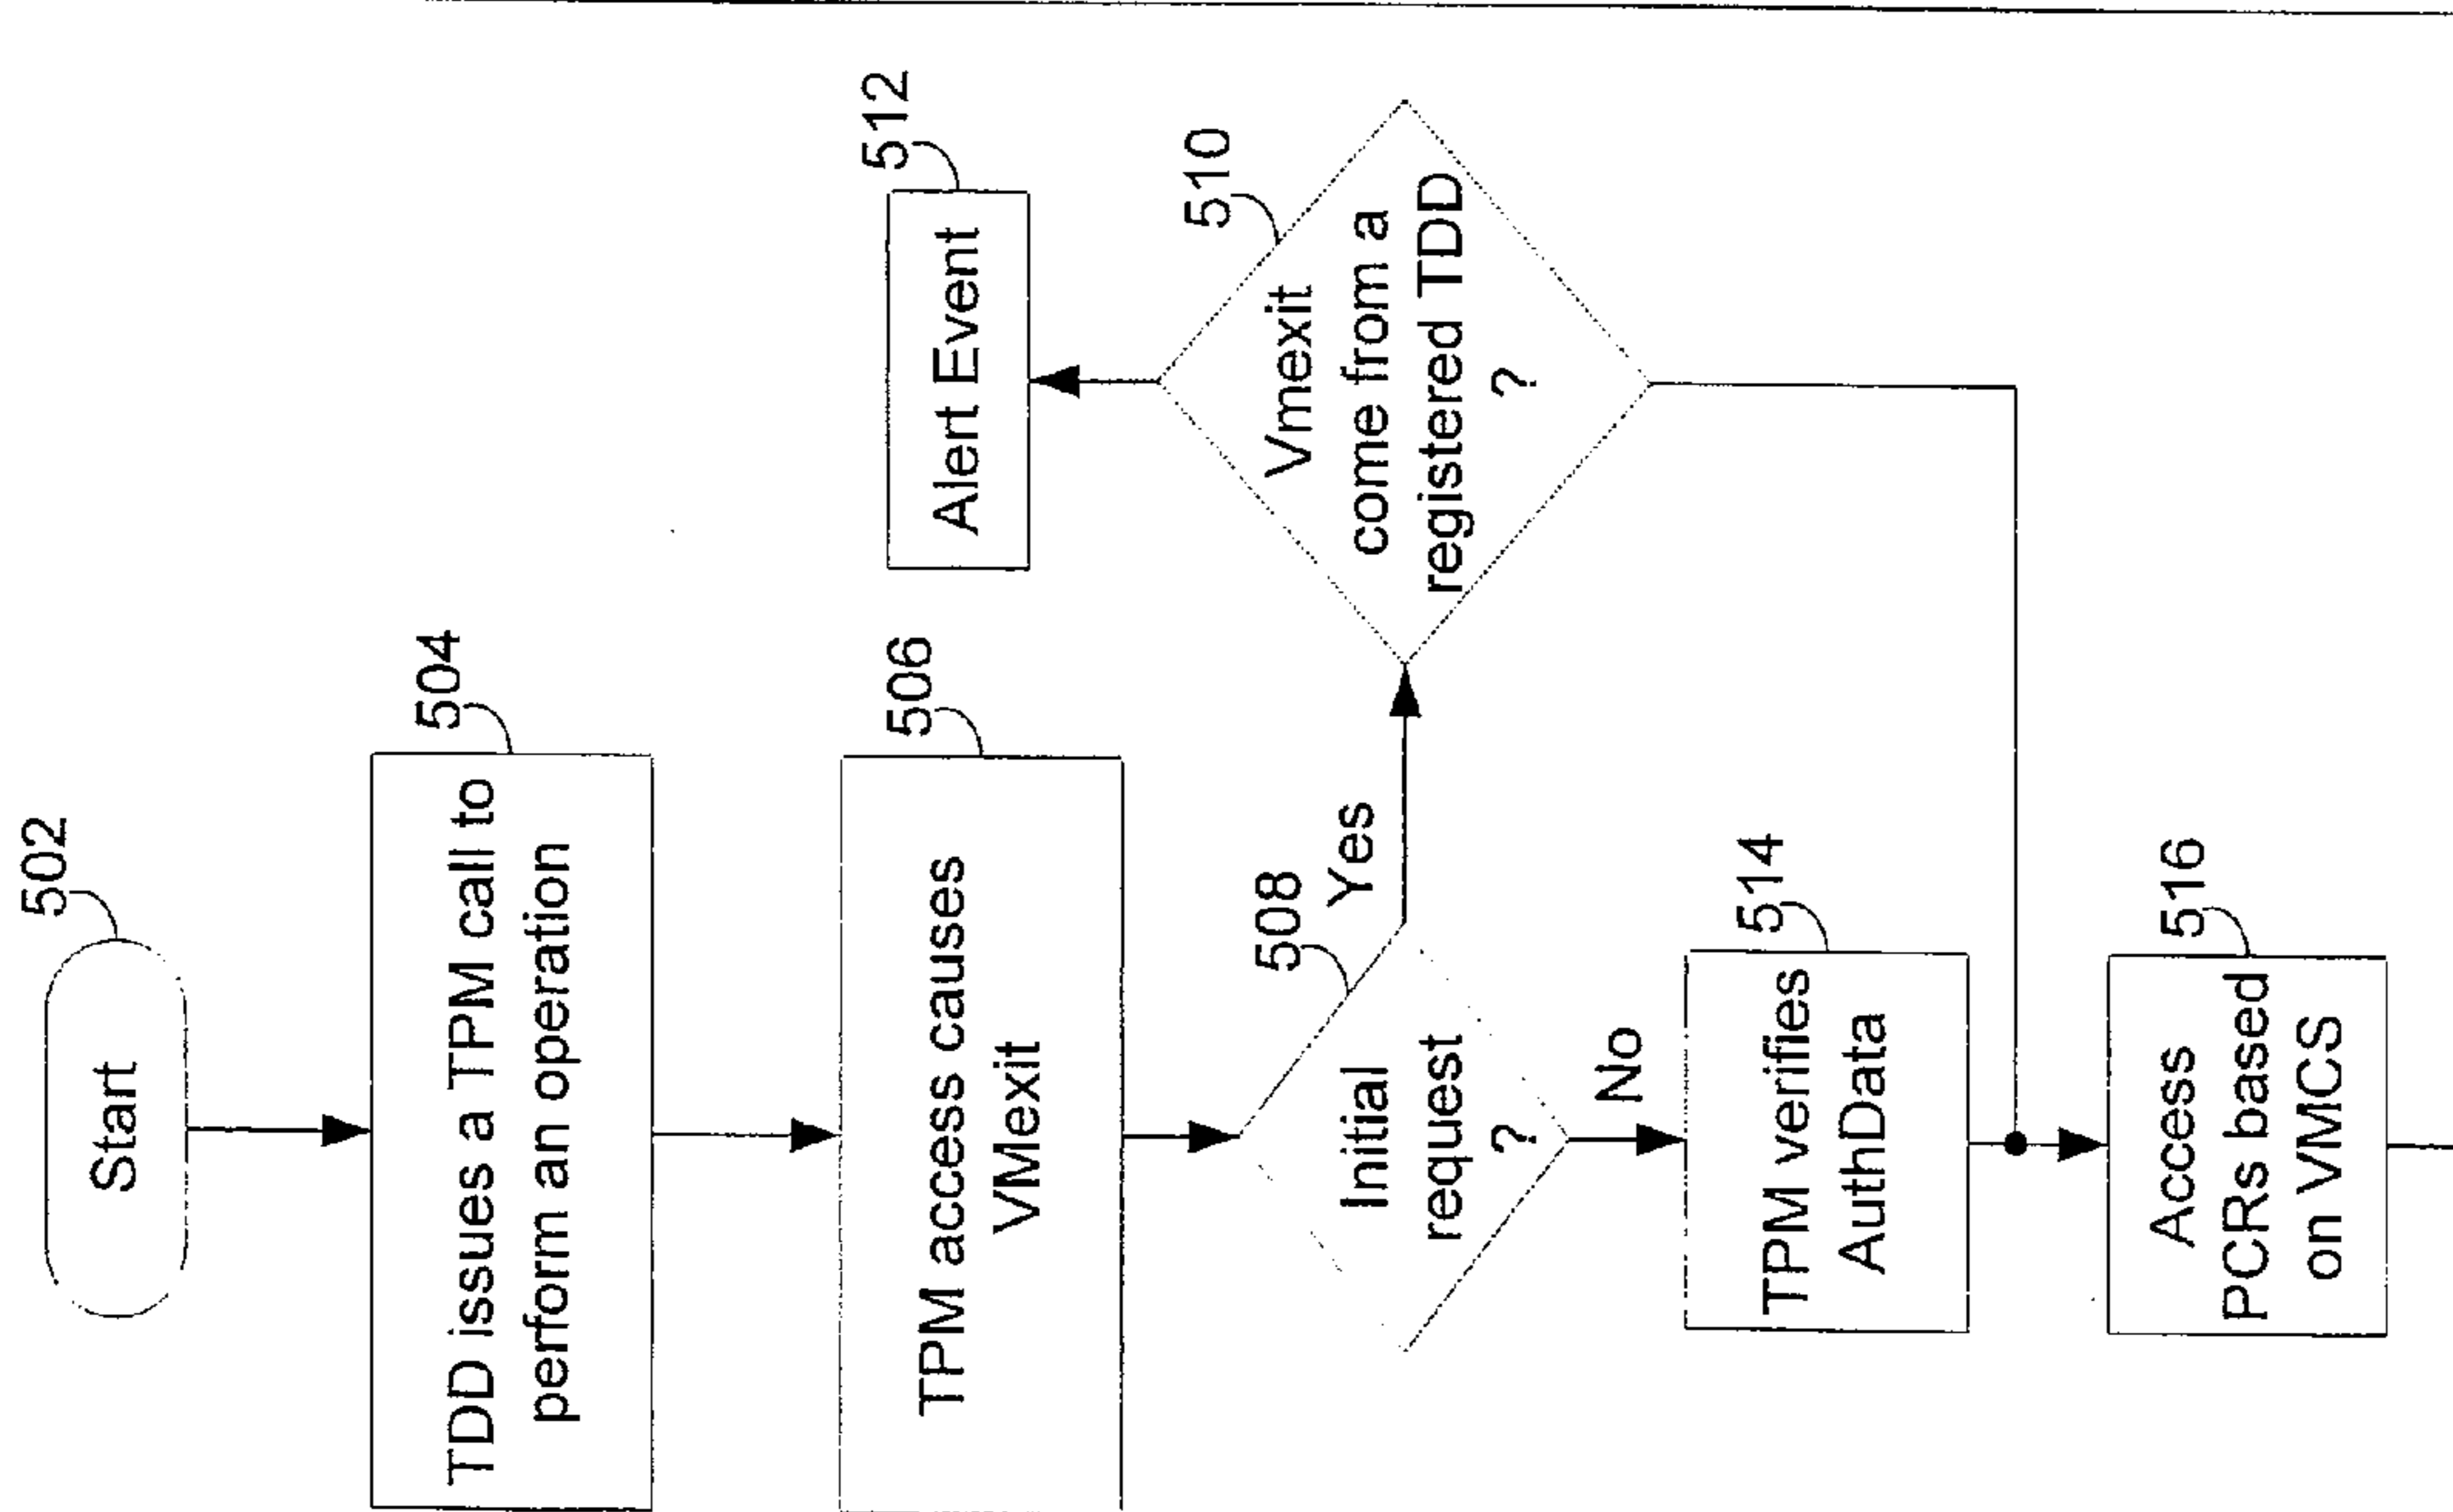 502
Start
504
TDD issues a TPM call to
perform an operation
506
TPM access causes
VMexit
508
Initial
request
?
Yes
No
510
Vmexit
come from a
registered TDD
?
512
Alert Event
514
TPM verifies
AuthData
516
Access
PCRs based
on VMCS